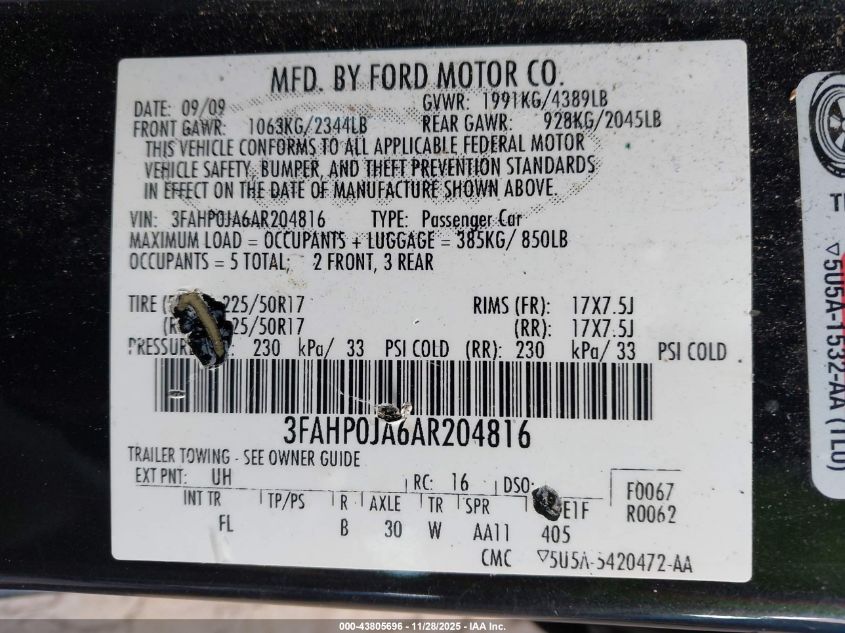 MFD. BY FORD MOTOR CO.
DATE: 09/09 GVWR: 1991KG/4389LB
FRONT GAWR: 1063KG/2344LB REAR GAWR: 928KG/2045LB
THIS VEHICLE CONFORMS TO ALL APPLICABLE FEDERAL MOTOR
VEHICLE SAFETY, BUMPER, AND THEFT PREVENTION STANDARDS
IN EFFECT ON THE DATE OF MANUFACTURE SHOWN ABOVE.
VIN: 3FAHP0JA6AR204816 TYPE: Passenger Car
MAXIMUM LOAD = OCCUPANTS + LUGGAGE = 385KG/ 850LB
OCCUPANTS = 5 TOTAL: 2 FRONT, 3 REAR
TIRE 225/50R17 RIMS (FR): 17X7.5J
25/50R17 (RR): 17X7.5J
PRESSUR 230 kPa/ 33 PSI COLD (RR): 230 kPa/ 33 PSI COLD
3FAHP0JA6AR204816
TRAILER TOWING - SEE OWNER GUIDE
EXT PNT: UH RC: 16 DSO: F0067
INT TR TP/PS R AXLE TR SPR E1F R0062
FL B 30 W AA11 405
CMC ▽5U5A-5420472-AA
▽5U5A-1532-AA (1L0)
000-43805696 - 11/28/2025 - IAA Inc.